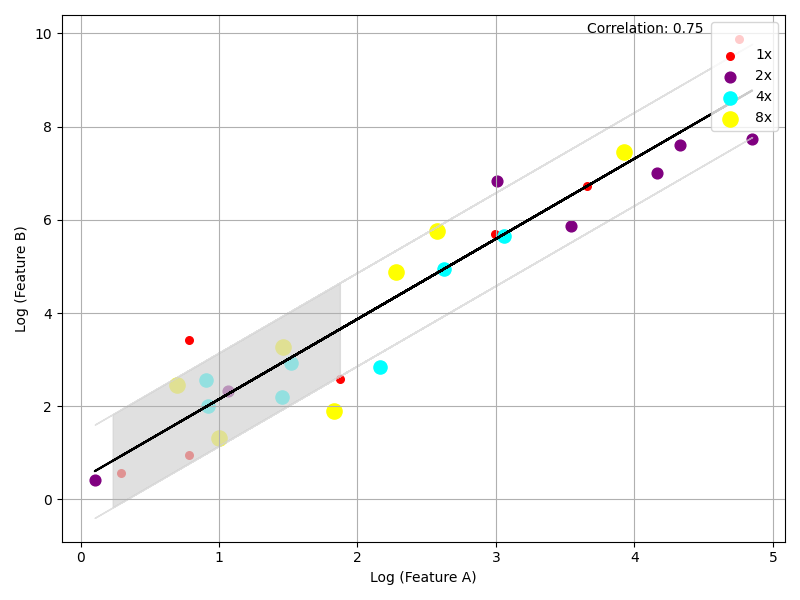 Correlation: 0.75
1x
2x
4x
8x
10
8
6
4
2
0
Log (Feature B)
0 1 2 3 4 5
Log (Feature A)